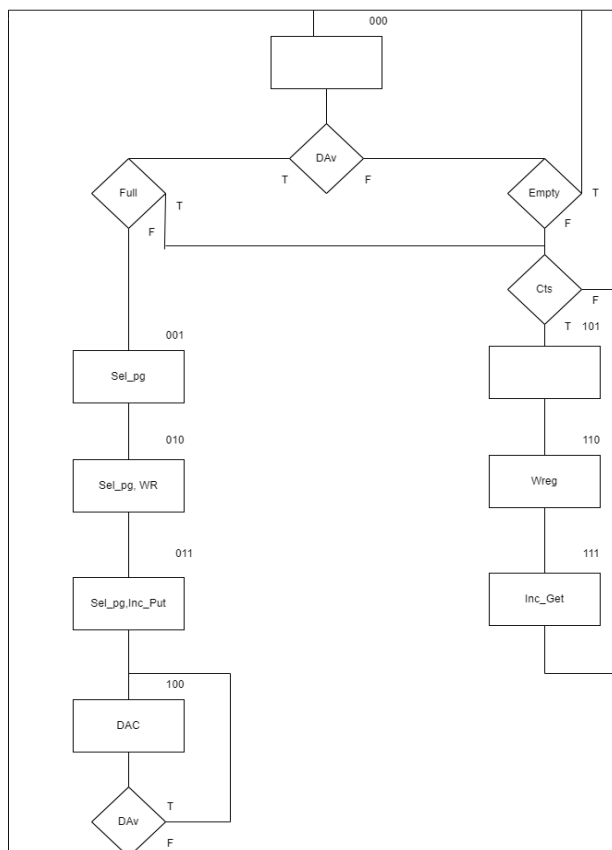 000
DAv
T
F
Full
T
F
Empty
T
F
Cts
F
T
101
001
Sel_pg
010
Sel_pg, WR
110
Wreg
011
Sel_pg,Inc_Put
111
Inc_Get
100
DAC
DAv
T
F